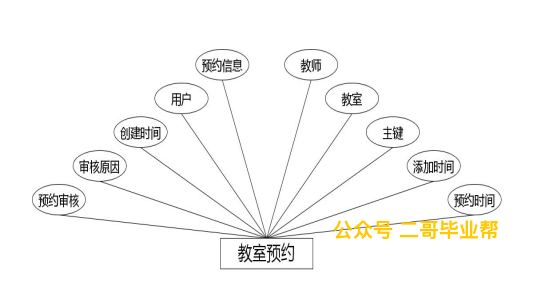 预约信息
教师
用户
教室
创建时间
主键
审核原因
添加时间
预约审核
预约时间
公众号 二哥毕业帮
教室预约